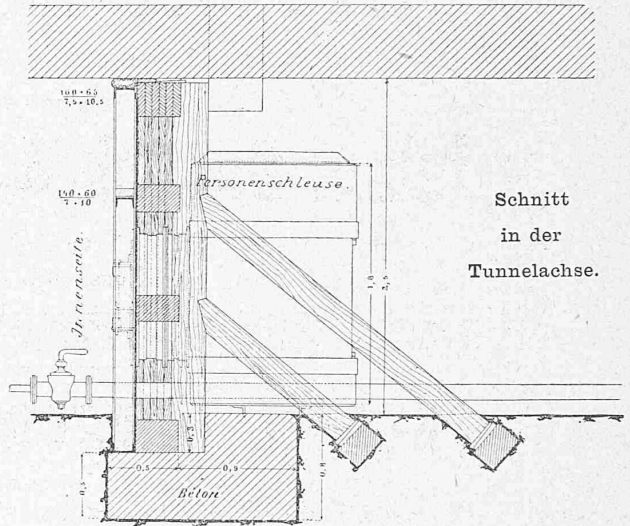 160 • 65
7,5 • 10,5
140 • 60
7 • 10
Personenschleuse.
Schnitt
in der
Tunnelachse.
Innenseite.
1,8
2,5
0,3
0,5
0,9
0,8
0,5
Béton